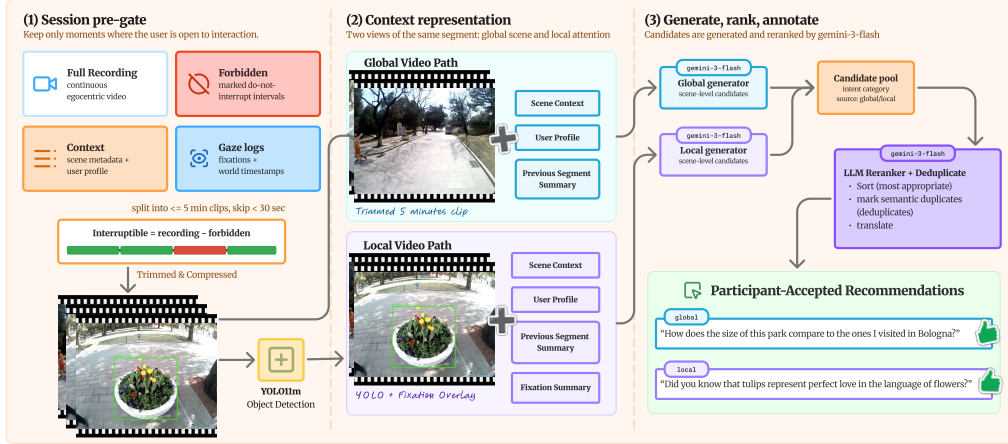 (1) Session pre-gate
Keep only moments where the user is open to interaction.
Full Recording
continuous
egocentric video
Forbidden
marked do-not-
interrupt intervals
Context
scene metadata +
user profile
Gaze logs
fixations +
world timestamps
split into <= 5 min clips, skip < 30 sec
Interruptible = recording - forbidden
Trimmed & Compressed
YOLO11m
Object Detection
(2) Context representation
Two views of the same segment: global scene and local attention
Global Video Path
Scene Context
User Profile
Previous Segment
Summary
Trimmed 5 minutes clip
Local Video Path
Scene Context
User Profile
Previous Segment
Summary
Fixation Summary
YOLO + Fixation Overlay
(3) Generate, rank, annotate
Candidates are generated and reranked by gemini-3-flash
gemini-3-flash
Global generator
scene-level candidates
gemini-3-flash
Local generator
scene-level candidates
Candidate pool
intent category
source: global/local
gemini-3-flash
LLM Reranker + Deduplicate
• Sort (most appropriate)
• mark semantic duplicates
(deduplicates)
• translate
Participant-Accepted Recommendations
global
“How does the size of this park compare to the ones I visited in Bologna?”
local
“Did you know that tulips represent perfect love in the language of flowers?”